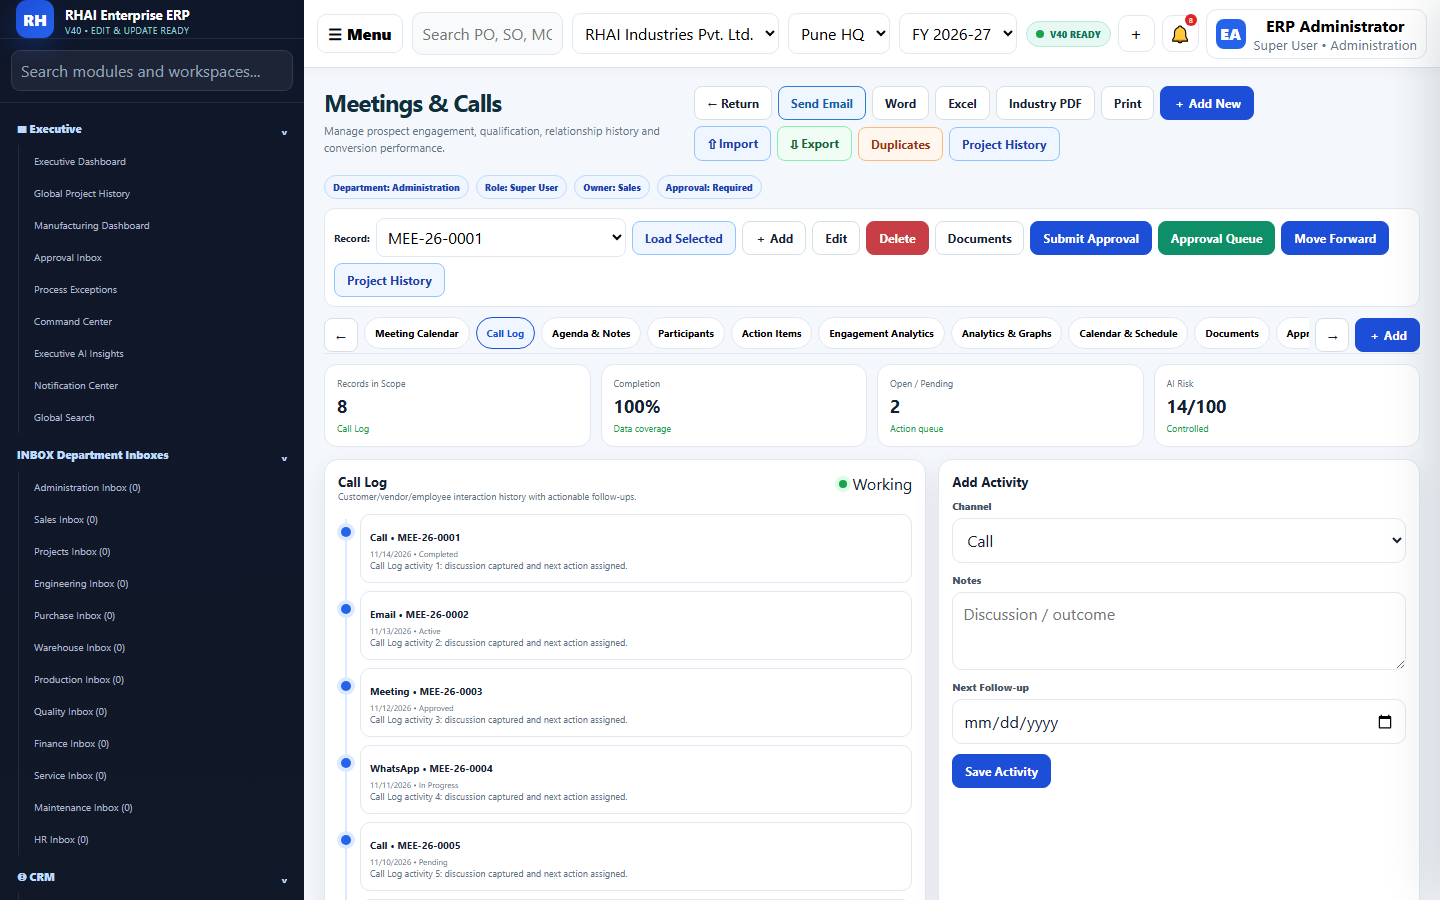 RH
RHAI Enterprise ERP
V40 • EDIT & UPDATE READY
Search modules and workspaces...
Executive
Executive Dashboard
Global Project History
Manufacturing Dashboard
Approval Inbox
Process Exceptions
Command Center
Executive AI Insights
Notification Center
Global Search
INBOX Department Inboxes
Administration Inbox (0)
Sales Inbox (0)
Projects Inbox (0)
Engineering Inbox (0)
Purchase Inbox (0)
Warehouse Inbox (0)
Production Inbox (0)
Quality Inbox (0)
Finance Inbox (0)
Service Inbox (0)
Maintenance Inbox (0)
HR Inbox (0)
CRM
☰ Menu
Search PO, SO, MC
RHAI Industries Pvt. Ltd.
Pune HQ
FY 2026-27
V40 READY
+
8
EA
ERP Administrator
Super User • Administration
Meetings & Calls
Manage prospect engagement, qualification, relationship history and
conversion performance.
← Return
Send Email
Word
Excel
Industry PDF
Print
+ Add New
⇧ Import
⇩ Export
Duplicates
Project History
Department: Administration
Role: Super User
Owner: Sales
Approval: Required
Record:
MEE-26-0001
Load Selected
+ Add
Edit
Delete
Documents
Submit Approval
Approval Queue
Move Forward
Project History
←
Meeting Calendar
Call Log
Agenda & Notes
Participants
Action Items
Engagement Analytics
Analytics & Graphs
Calendar & Schedule
Documents
Appr
→
+ Add
Records in Scope
8
Call Log
Completion
100%
Data coverage
Open / Pending
2
Action queue
AI Risk
14/100
Controlled
Call Log
Customer/vendor/employee interaction history with actionable follow-ups.
Working
Call • MEE-26-0001
11/14/2026 • Completed
Call Log activity 1: discussion captured and next action assigned.
Email • MEE-26-0002
11/13/2026 • Active
Call Log activity 2: discussion captured and next action assigned.
Meeting • MEE-26-0003
11/12/2026 • Approved
Call Log activity 3: discussion captured and next action assigned.
WhatsApp • MEE-26-0004
11/11/2026 • In Progress
Call Log activity 4: discussion captured and next action assigned.
Call • MEE-26-0005
11/10/2026 • Pending
Call Log activity 5: discussion captured and next action assigned.
Add Activity
Channel
Call
Notes
Discussion / outcome
Next Follow-up
mm/dd/yyyy
Save Activity